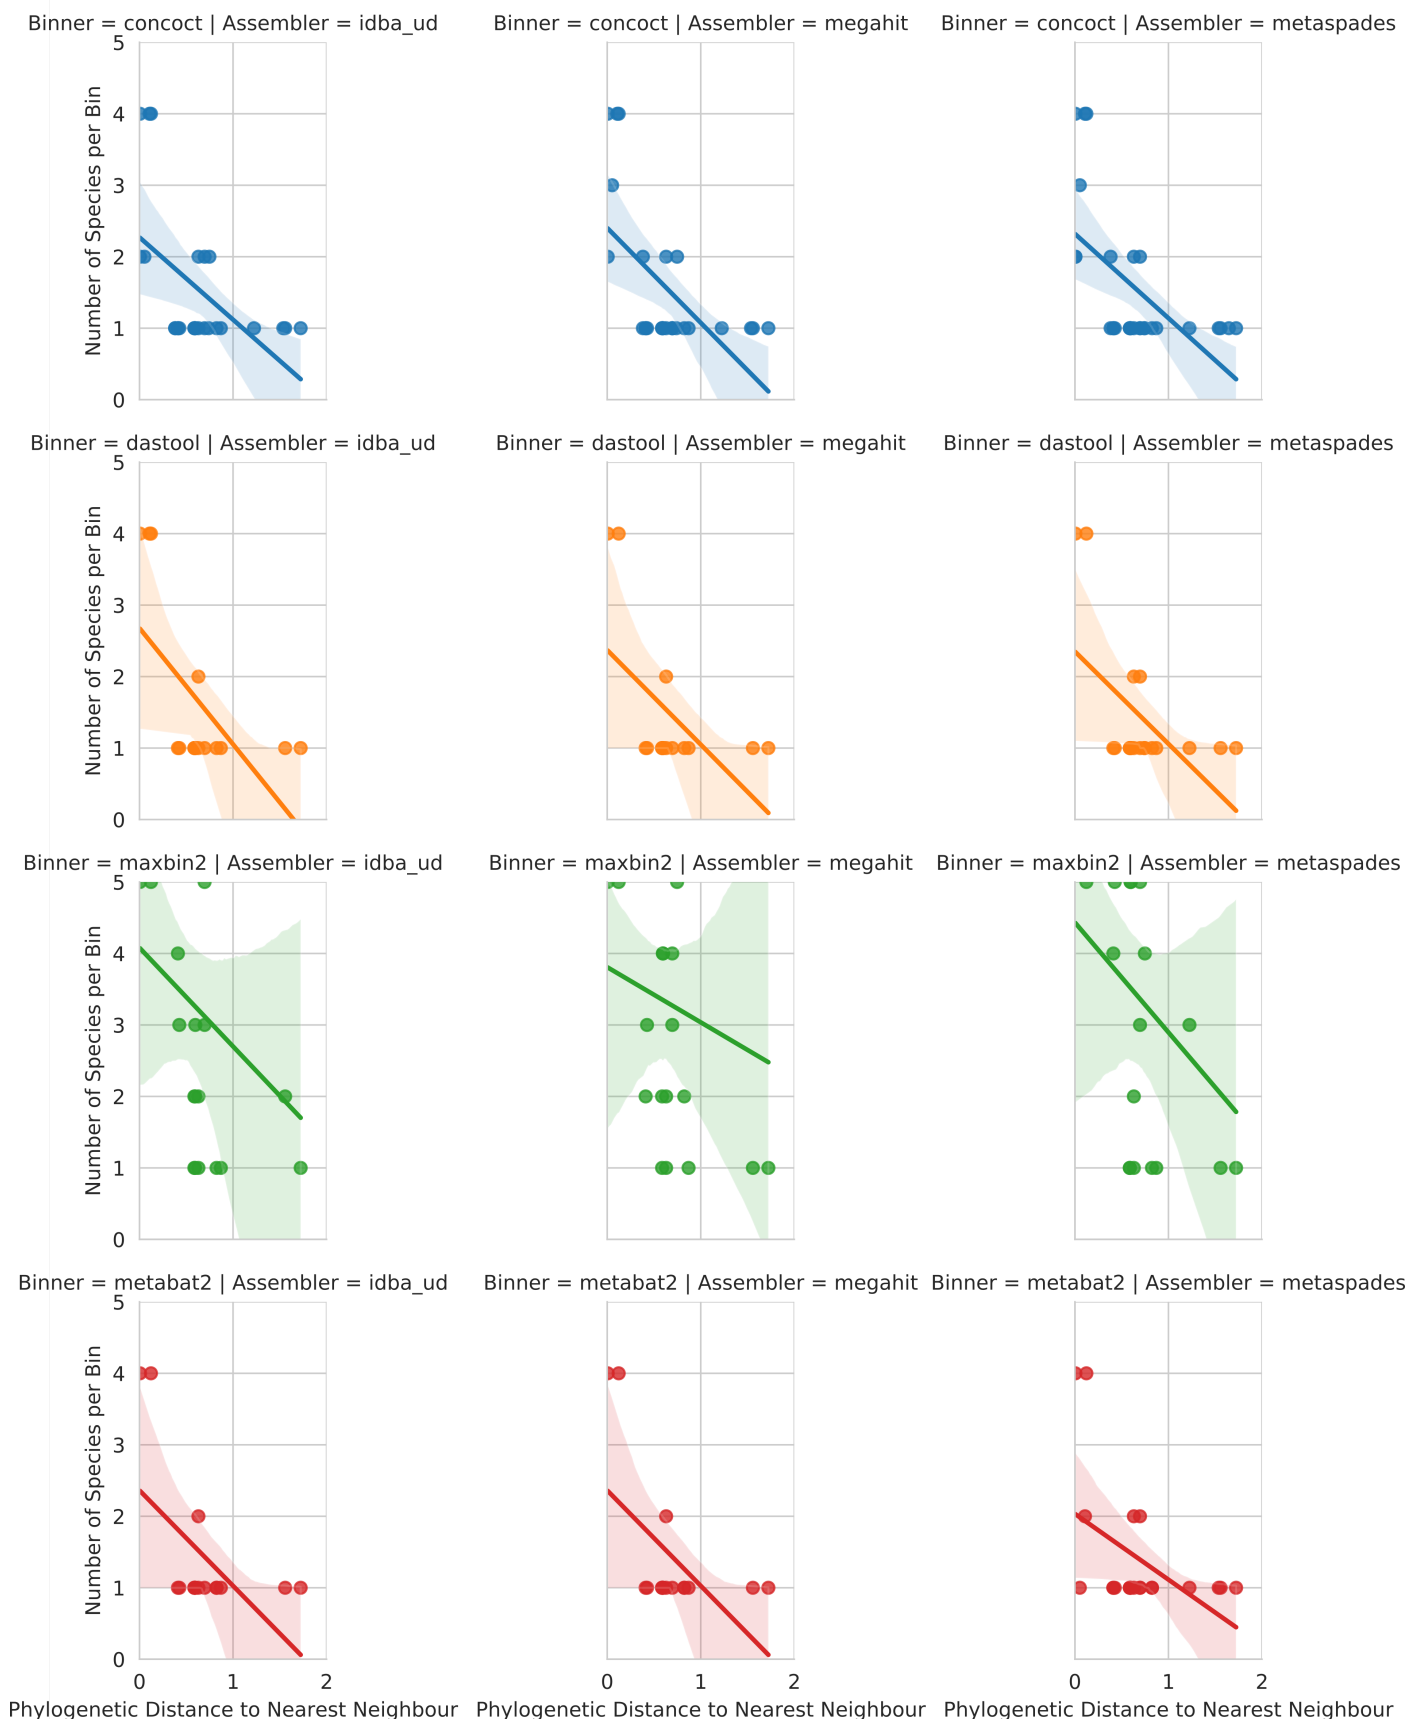 Binner = concoct | Assembler = idba_ud
Binner = concoct | Assembler = megahit
Binner = concoct | Assembler = metaspades
5
4
3
2
1
0
Number of Species per Bin
Binner = dastool | Assembler = idba_ud
Binner = dastool | Assembler = megahit
Binner = dastool | Assembler = metaspades
5
4
3
2
1
0
Number of Species per Bin
Binner = maxbin2 | Assembler = idba_ud
Binner = maxbin2 | Assembler = megahit
Binner = maxbin2 | Assembler = metaspades
5
4
3
2
1
0
Number of Species per Bin
Binner = metabat2 | Assembler = idba_ud
Binner = metabat2 | Assembler = megahit
Binner = metabat2 | Assembler = metaspades
5
4
3
2
1
0
Number of Species per Bin
0 1 2
0 1 2
0 1 2
Phylogenetic Distance to Nearest Neighbour
Phylogenetic Distance to Nearest Neighbour
Phylogenetic Distance to Nearest Neighbour